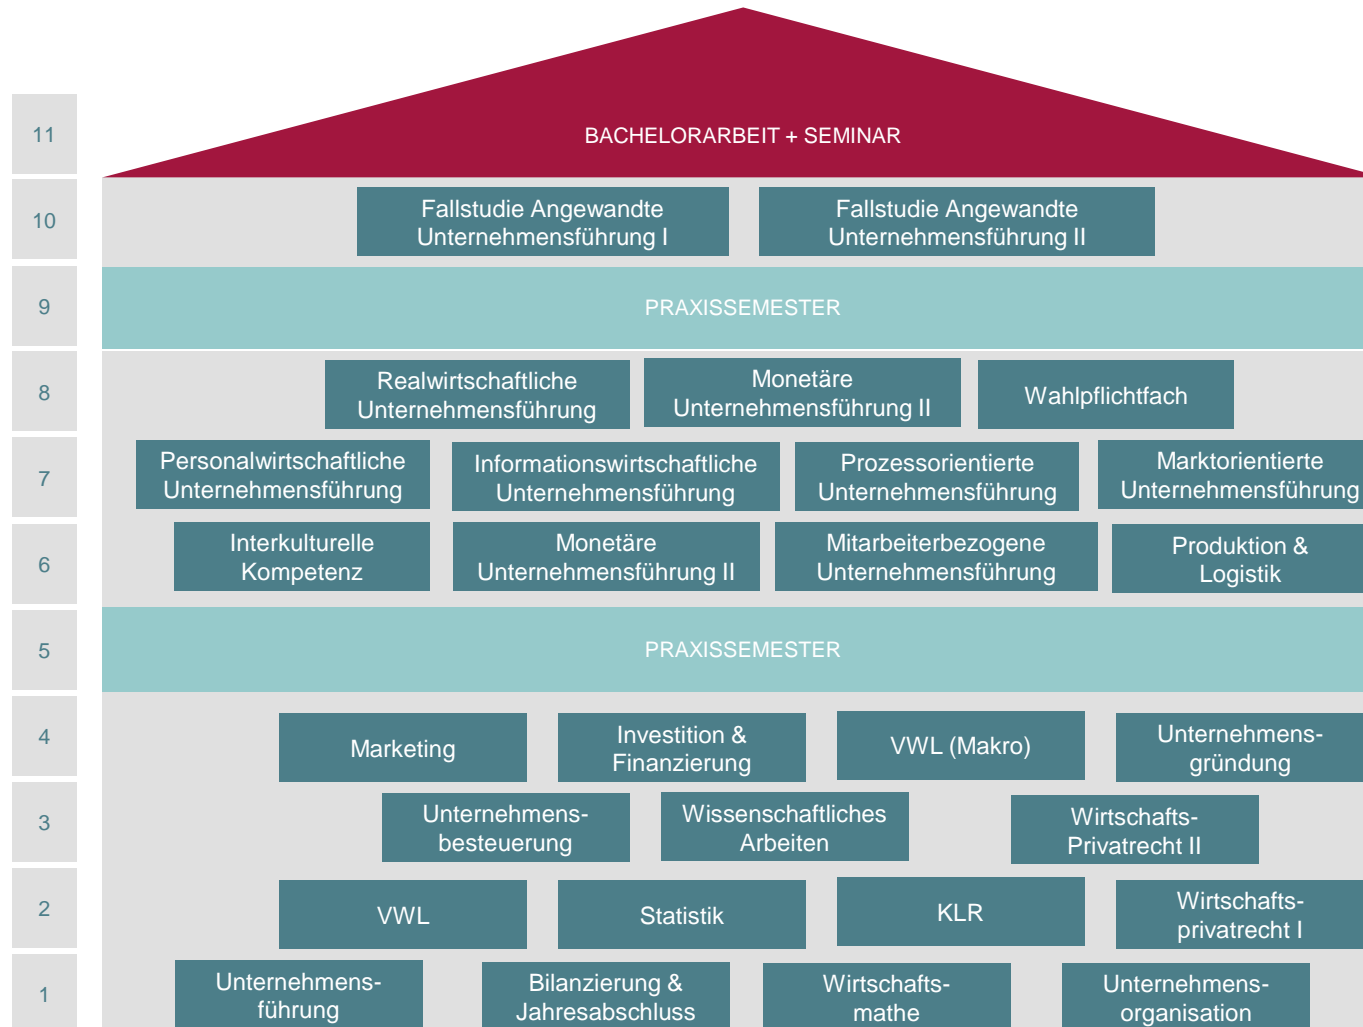 11
BACHELORARBEIT + SEMINAR
10
Fallstudie Angewandte
Unternehmensführung I
Fallstudie Angewandte
Unternehmensführung II
9
PRAXISSEMESTER
8
Realwirtschaftliche
Unternehmensführung
Monetäre
Unternehmensführung II
Wahlpflichtfach
7
Personalwirtschaftliche
Unternehmensführung
Informationswirtschaftliche
Unternehmensführung
Prozessorientierte
Unternehmensführung
Marktorientierte
Unternehmensführung
6
Interkulturelle
Kompetenz
Monetäre
Unternehmensführung II
Mitarbeiterbezogene
Unternehmensführung
Produktion &
Logistik
5
PRAXISSEMESTER
4
Marketing
Investition &
Finanzierung
VWL (Makro)
Unternehmens-
gründung
3
Unternehmens-
besteuerung
Wissenschaftliches
Arbeiten
Wirtschafts-
Privatrecht II
2
VWL
Statistik
KLR
Wirtschafts-
privatrecht I
1
Unternehmens-
führung
Bilanzierung &
Jahresabschluss
Wirtschafts-
mathe
Unternehmens-
organisation